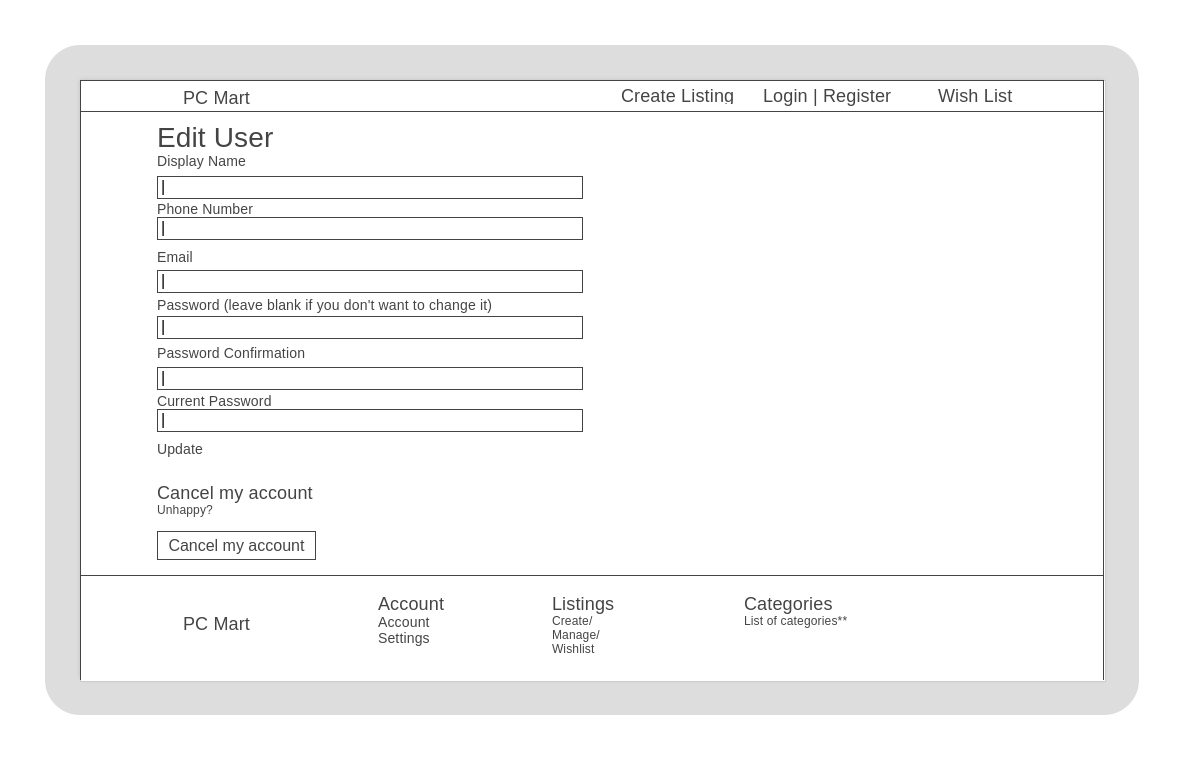 PC Mart Create Listing Login | Register Wish List
Edit User
Display Name
Phone Number
Email
Password (leave blank if you don't want to change it)
Password Confirmation
Current Password
Update
Cancel my account
Unhappy?
Cancel my account
PC Mart
Account
Account
Settings
Listings
Create/
Manage/
Wishlist
Categories
List of categories**